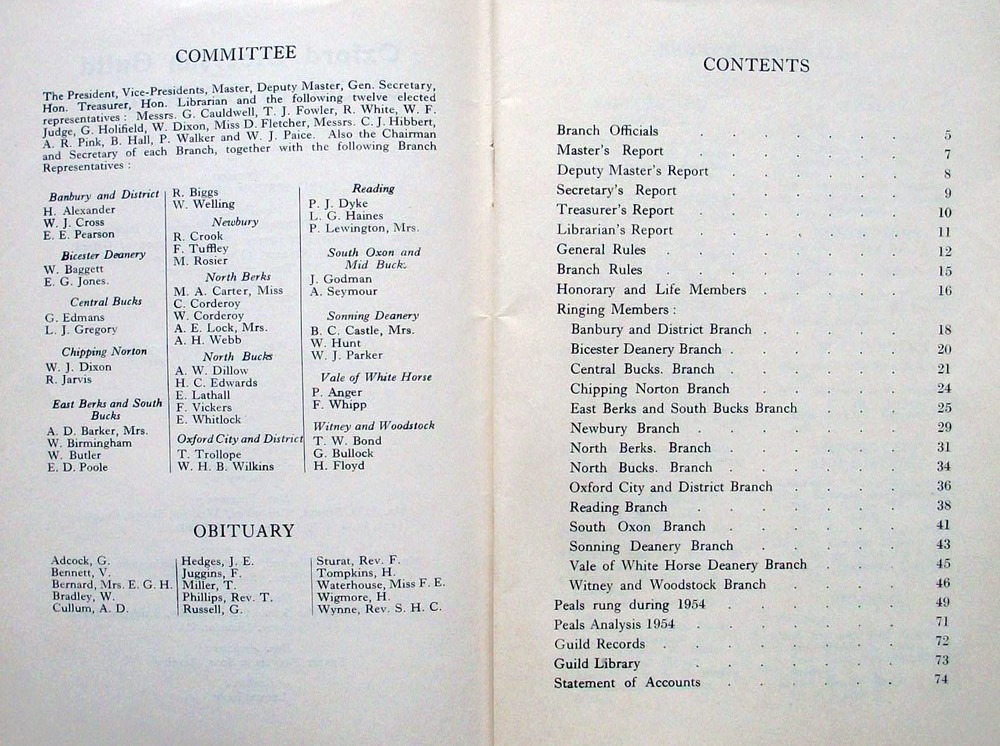 COMMITTEE
The President, Vice-Presidents, Master, Deputy Master, Gen. Secretary,
Hon. Treasurer, Hon. Librarian and the following twelve elected
representatives : Messrs. G. Cauldwell, T. J. Fowler, R. White, W. F.
Judge, G. Holifield, W. Dixon, Miss D. Fletcher, Messrs. C. J. Hibbert,
A. R. Pink, B. Hall, P. Walker and W. J. Paice. Also the Chairman
and Secretary of each Branch, together with the following Branch
Representatives :
Banbury and District
H. Alexander
W. J. Cross
E. E. Pearson
Bicester Deanery
W. Baggett
E. G. Jones.
Central Bucks
G. Edmans
L. J. Gregory
Chipping Norton
W. J. Dixon
R. Jarvis
East Berks and South
Bucks
A. D. Barker, Mrs.
W. Birmingham
W. Butler
E. D. Poole
R. Biggs
W. Welling
Newbury
R. Crook
F. Tuffley
M. Rosier
North Berks
M. A. Carter, Miss
C. Corderoy
W. Corderoy
A. E. Lock, Mrs.
A. H. Webb
North Bucks
A. W. Dillow
H. C. Edwards
E. Lathall
F. Vickers
E. Whitlock
Oxford City and District
T. Trollope
W. H. B. Wilkins
Reading
P. J. Dyke
L. G. Haines
P. Lewington, Mrs.
South Oxon and
Mid Buck.
J. Godman
A. Seymour
Sonning Deanery
B. C. Castle, Mrs.
W. Hunt
W. J. Parker
Vale of White Horse
P. Anger
F. Whipp
Witney and Woodstock
T. W. Bond
G. Bullock
H. Floyd
OBITUARY
Adcock, G.
Bennett, V.
Bernard, Mrs. E. G. H.
Bradley, W.
Cullum, A. D.
Hedges, J. E.
Juggins, F.
Miller, T.
Phillips, Rev. T.
Russell, G.
Sturat, Rev. F.
Tompkins, H.
Waterhouse, Miss F. E.
Wigmore, H.
Wynne, Rev. S. H. C.
CONTENTS
Branch Officials . . . . . . 5
Master's Report . . . . . . 7
Deputy Master's Report . . . . . 8
Secretary's Report . . . . . . 9
Treasurer's Report . . . . . . 10
Librarian's Report . . . . . . 11
General Rules . . . . . . . 12
Branch Rules . . . . . . . 15
Honorary and Life Members . . . . 16
Ringing Members :
Banbury and District Branch . . . . 18
Bicester Deanery Branch . . . . . 20
Central Bucks. Branch . . . . . 21
Chipping Norton Branch . . . . 24
East Berks and South Bucks Branch . . . 25
Newbury Branch . . . . . . 29
North Berks. Branch . . . . . 31
North Bucks. Branch . . . . . 34
Oxford City and District Branch . . . 36
Reading Branch . . . . . . 38
South Oxon Branch . . . . . 41
Sonning Deanery Branch . . . . 43
Vale of White Horse Deanery Branch . . . 45
Witney and Woodstock Branch . . . . 46
Peals rung during 1954 . . . . . 49
Peals Analysis 1954 . . . . . . 71
Guild Records . . . . . . . 72
Guild Library . . . . . . 73
Statement of Accounts . . . . . 74